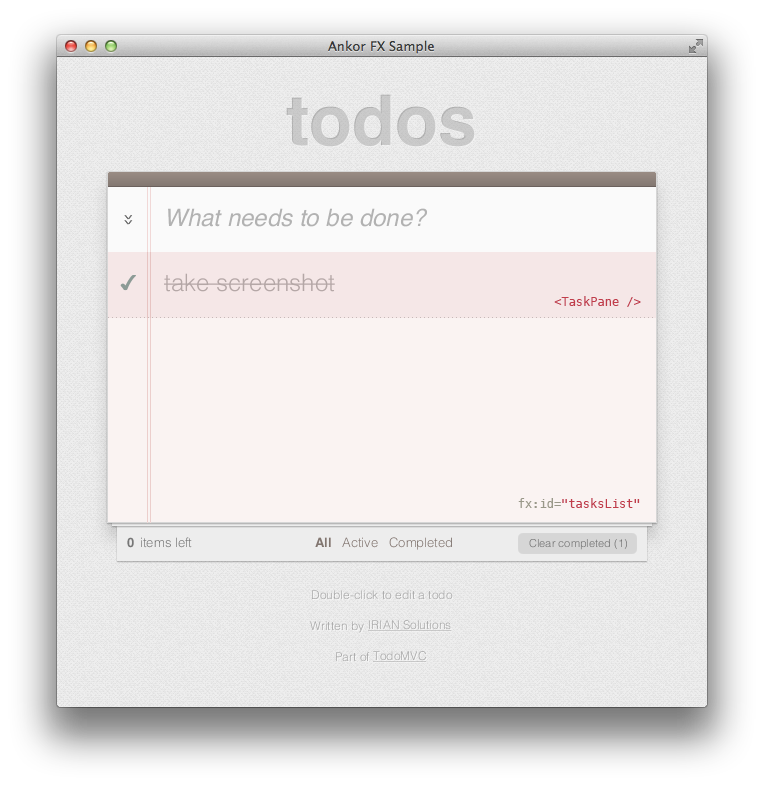 Ankor FX Sample
todos
What needs to be done?
take screenshot
<TaskPane />
fx:id="tasksList"
0 items left All Active Completed Clear completed (1)
Double-click to edit a todo
Written by IRIAN Solutions
Part of TodoMVC